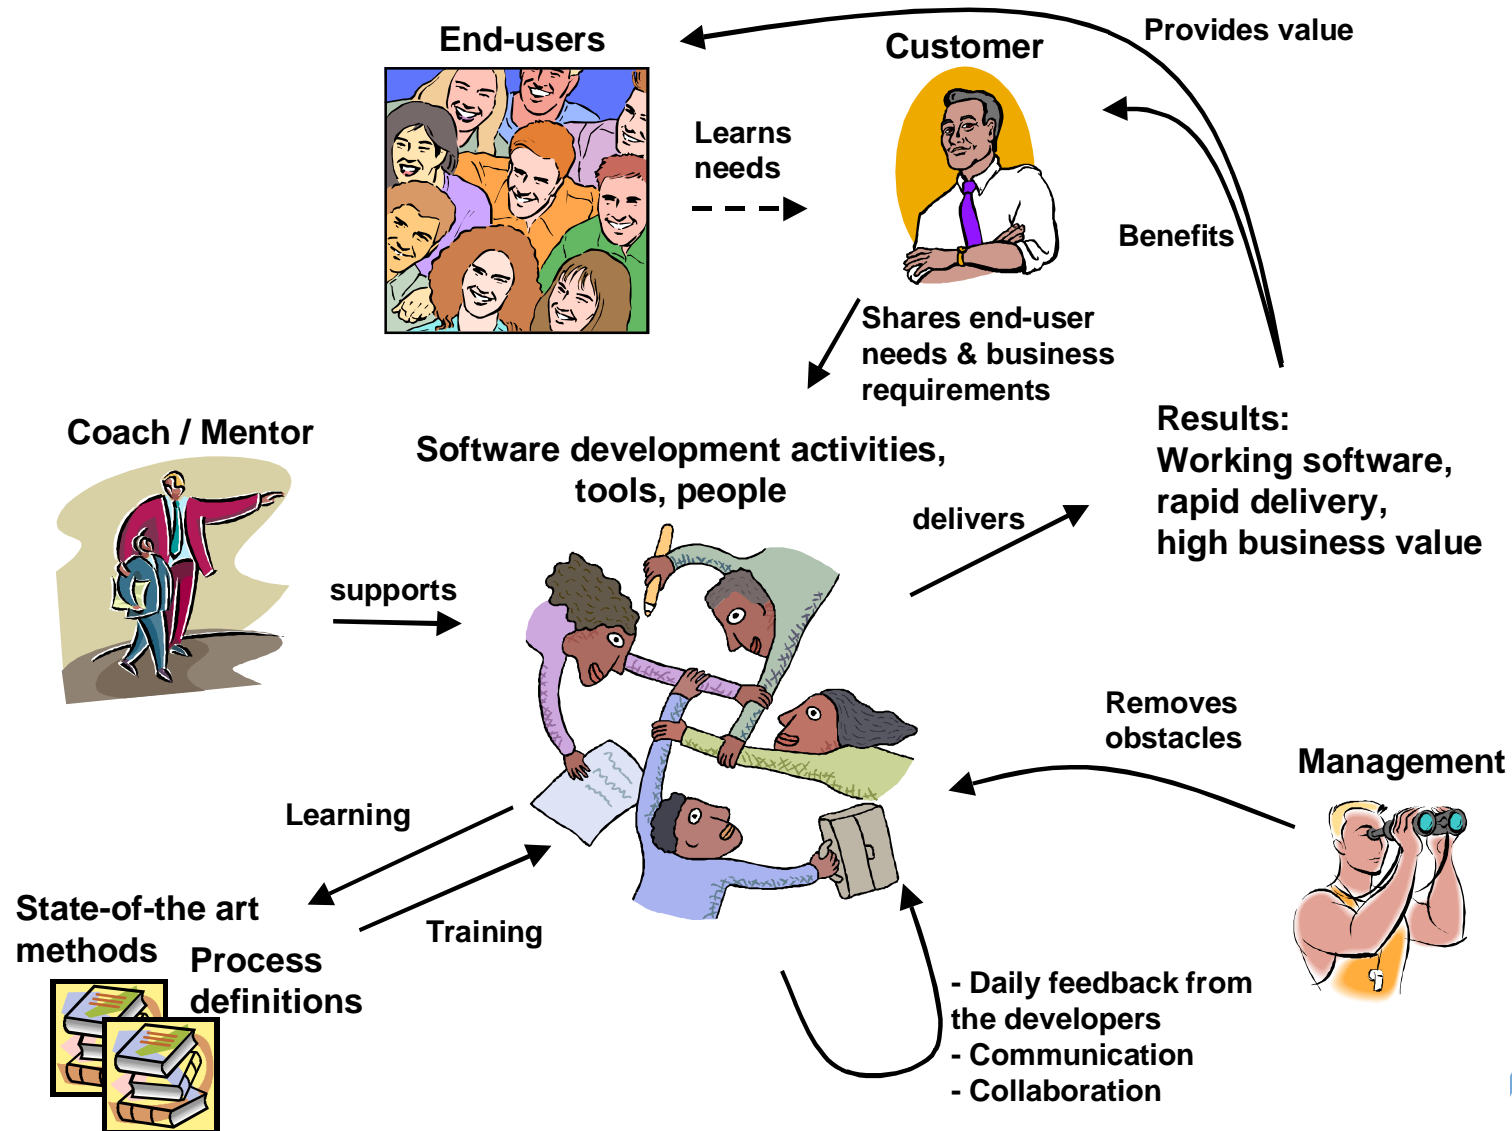 End-users
Customer
Provides value
Learns
needs
Benefits
Shares end-user
needs & business
requirements
Coach / Mentor
Software development activities,
tools, people
Results:
Working software,
rapid delivery,
high business value
delivers
supports
Removes
obstacles
Management
Learning
Training
State-of-the art
methods
Process
definitions
- Daily feedback from
the developers
- Communication
- Collaboration